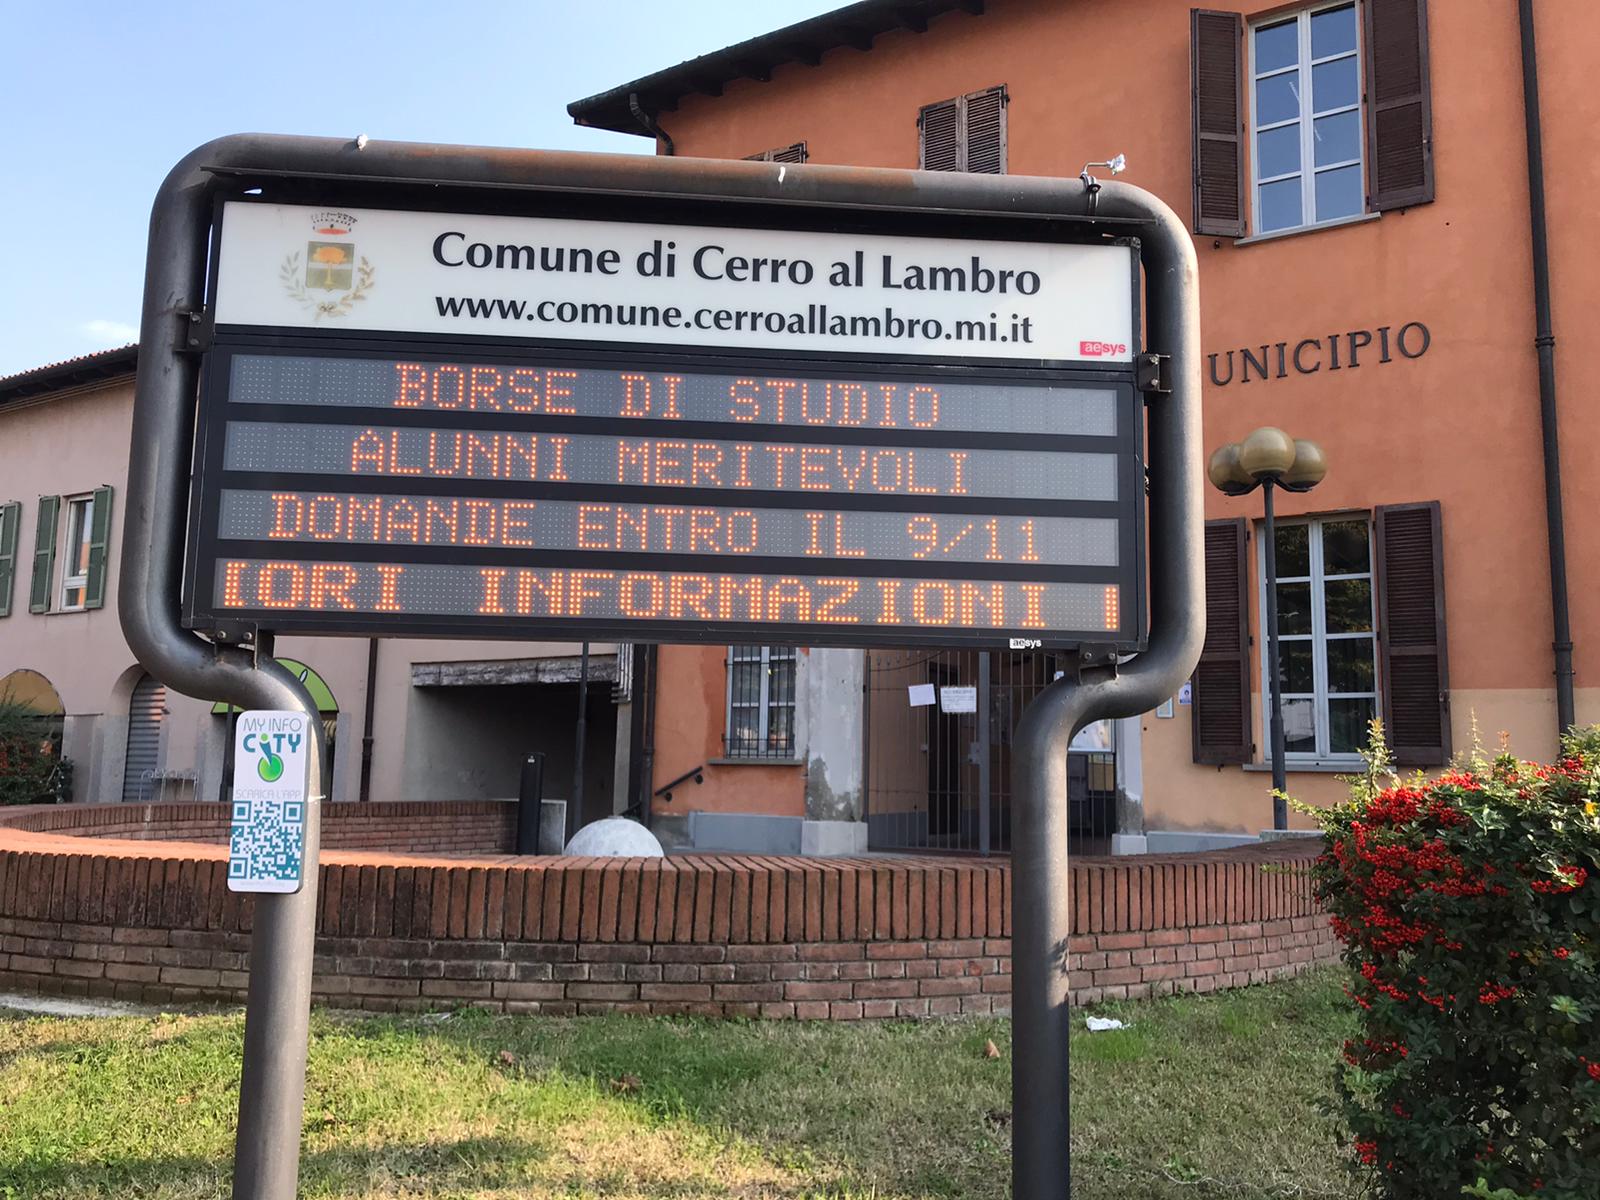 Comune di Cerro al Lambro
www.comune.cerroallambro.mi.it
aesys
BORSE DI STUDIO
ALUNNI MERITEVOLI
DOMANDE ENTRO IL 9/11
IORI INFORMAZIONI
aesys
UNICIPIO
MY INFO
CiTY
SCARICA L'APP